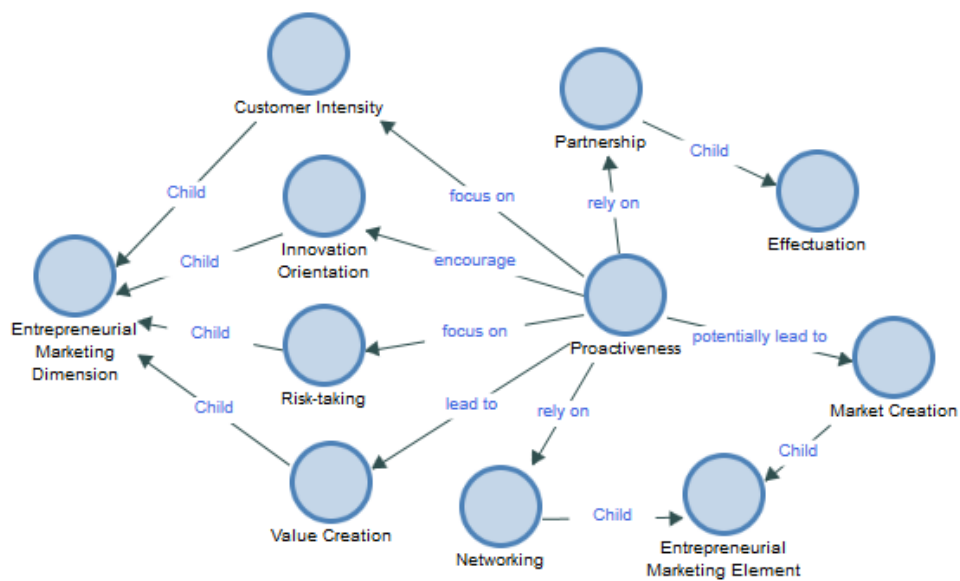 Customer Intensity
Partnership
Child
Child
focus on
rely on
Effectuation
Innovation
Orientation
Child
encourage
Entrepreneurial
Marketing
Dimension
Child
focus on
Proactiveness
potentially lead to
Risk-taking
Child
lead to
rely on
Market Creation
Child
Value Creation
Networking
Child
Entrepreneurial
Marketing Element